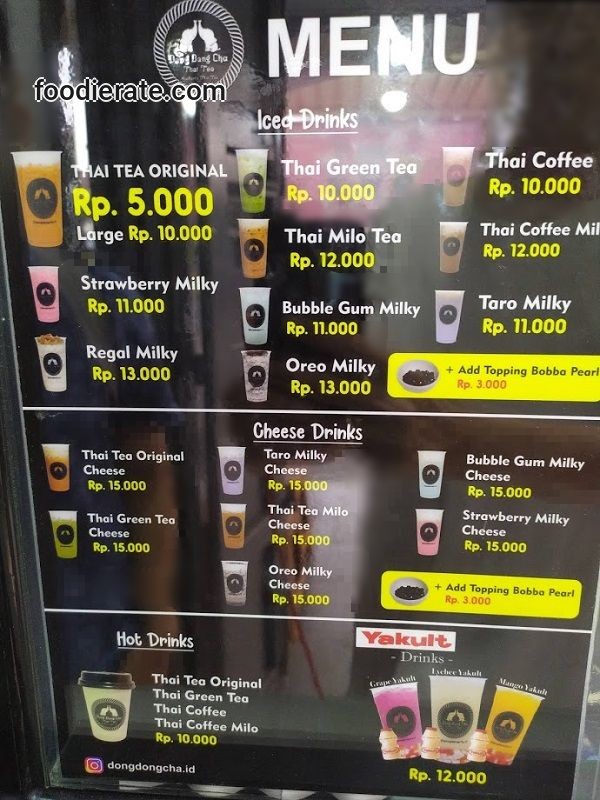 Dong Dang Cha
Thai Tea
MENU
foodierate.com
Iced Drinks
THAI TEA ORIGINAL
Rp. 5.000
Large Rp. 10.000
Thai Green Tea
Rp. 10.000
Thai Coffee
Rp. 10.000
Thai Milo Tea
Rp. 12.000
Thai Coffee Mil
Rp. 12.000
Strawberry Milky
Rp. 11.000
Bubble Gum Milky
Rp. 11.000
Taro Milky
Rp. 11.000
Regal Milky
Rp. 13.000
Oreo Milky
Rp. 13.000
+ Add Topping Bobba Pearl
Rp. 3.000
Cheese Drinks
Thai Tea Original
Cheese
Rp. 15.000
Taro Milky
Cheese
Rp. 15.000
Bubble Gum Milky
Cheese
Rp. 15.000
Thai Green Tea
Cheese
Rp. 15.000
Thai Tea Milo
Cheese
Rp. 15.000
Strawberry Milky
Cheese
Rp. 15.000
Oreo Milky
Cheese
Rp. 15.000
+ Add Topping Bobba Pearl
Rp. 3.000
Hot Drinks
Thai Tea Original
Thai Green Tea
Thai Coffee
Thai Coffee Milo
Rp. 10.000
Yakult
- Drinks -
Grape Yakult
Lychee Yakult
Mango Yakult
Rp. 12.000
dongdongcha.id